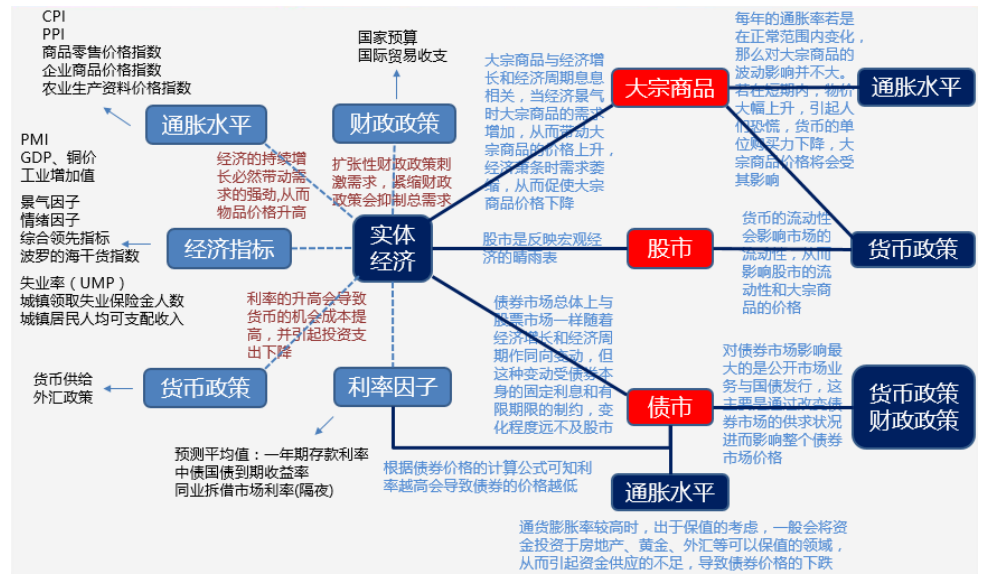 CPI
PPI
商品零售价格指数
企业商品价格指数
农业生产资料价格指数
国家预算
国际贸易收支
通胀水平
财政政策
PMI
GDP、铜价
工业增加值
景气因子
情绪因子
综合领先指标
波罗的海干货指数
失业率（UMP）
城镇领取失业保险金人数
城镇居民人均可支配收入
经济的持续增
长必然带动需
求的强劲,从而
物品价格升高
扩张性财政政策刺
激需求，紧缩财政
政策会抑制总需求
经济指标
实体
经济
利率的升高会导致
货币的机会成本提
高，并引起投资支
出下降
货币供给
外汇政策
货币政策
利率因子
预测平均值：一年期存款利率
中债国债到期收益率
同业拆借市场利率(隔夜)
大宗商品与经济增
长和经济周期息息
相关，当经济景气
时大宗商品的需求
增加，从而带动大
宗商品的价格上升，
经济萧条时需求萎
缩，从而促使大宗
商品价格下降
大宗商品
每年的通胀率若是
在正常范围内变化，
那么对大宗商品的
波动影响并不大。
若在短期内，物价
大幅上升，引起人
们恐慌，货币的单
位购买力下降，大
宗商品价格将会受
其影响
通胀水平
股市是反映宏观经
济的晴雨表
股市
货币的流动性
会影响市场的
流动性，从而
影响股市的流
动性和大宗商
品的价格
货币政策
债券市场总体上与
股票市场一样随着
经济增长和经济周
期作同向变动，但
这种变动受债券本
身的固定利息和有
限期限的制约，变
化程度远不及股市
债市
对债券市场影响最
大的是公开市场业
务与国债发行，这
主要是通过改变债
券市场的供求状况
进而影响整个债券
市场价格
货币政策
财政政策
根据债券价格的计算公式可知利
率越高会导致债券的价格越低
通胀水平
通货膨胀率较高时，出于保值的考虑，一般会将资
金投资于房地产、黄金、外汇等可以保值的领域，
从而引起资金供应的不足，导致债券价格的下跌